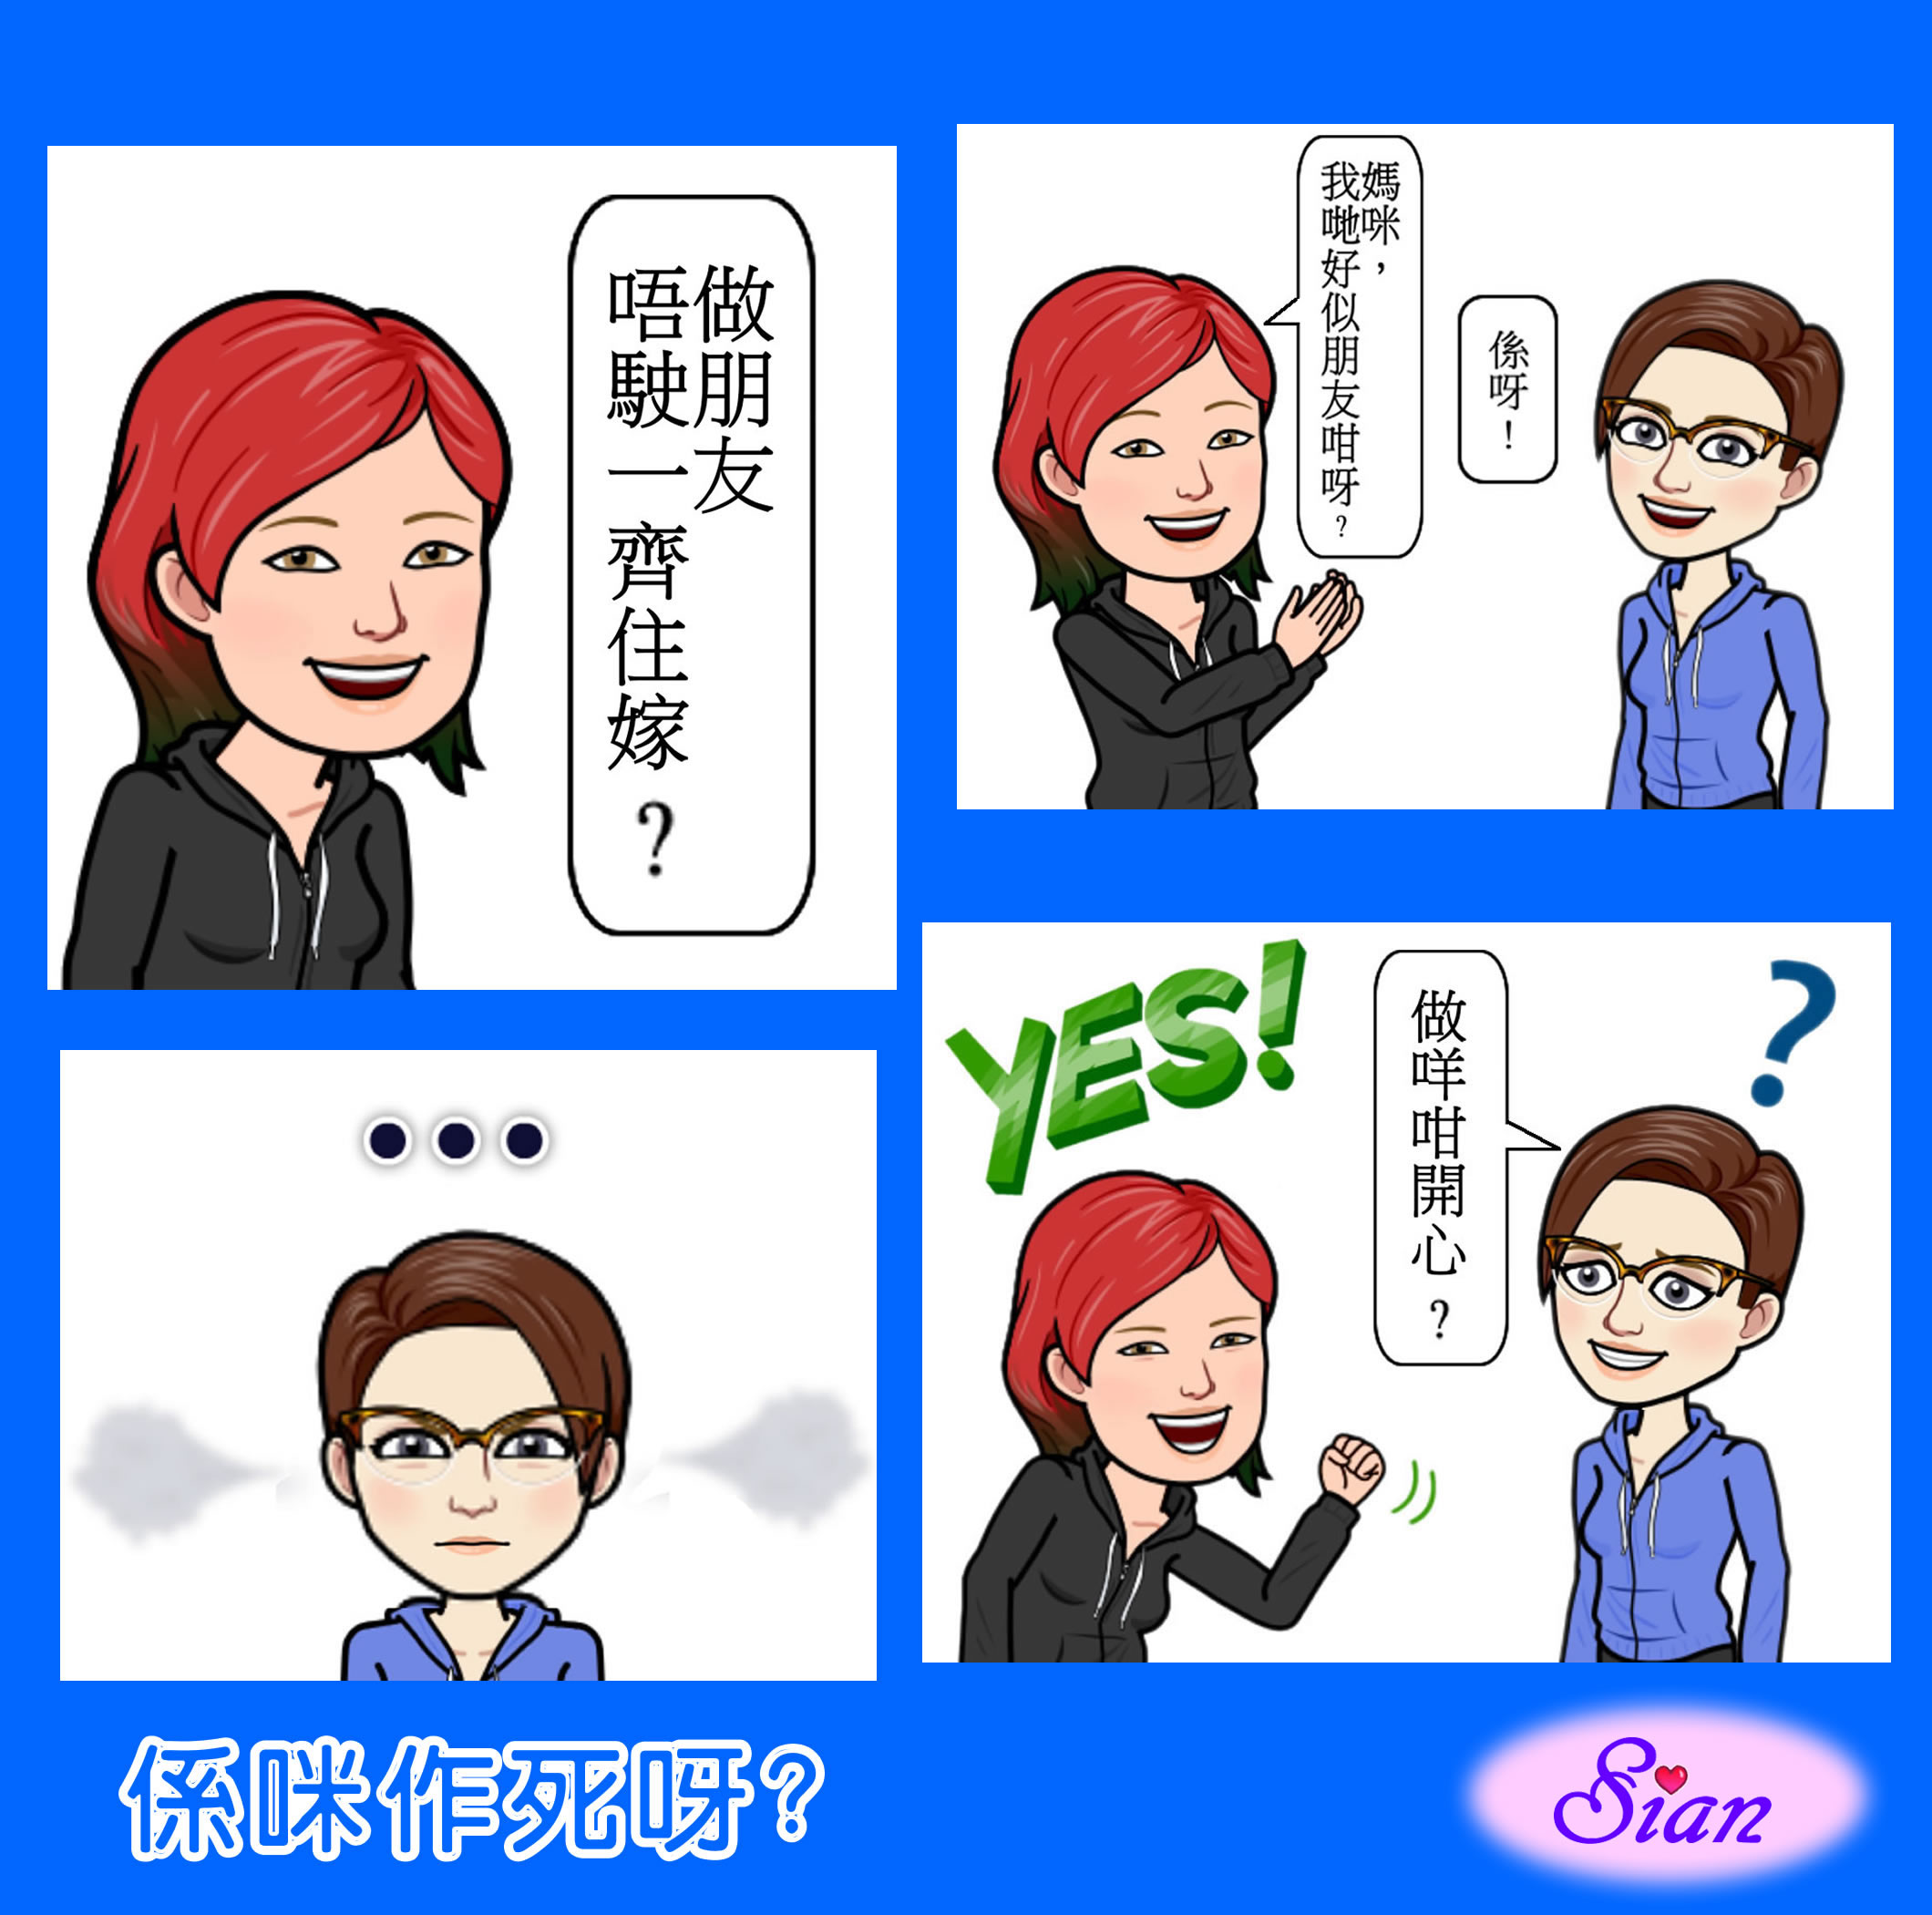 媽咪，
我哋好似朋友咁呀？
係呀！
YES!
做咩咁開心？
?
做朋友
唔駛一齊住嫁？
係咪作死呀?
Sian